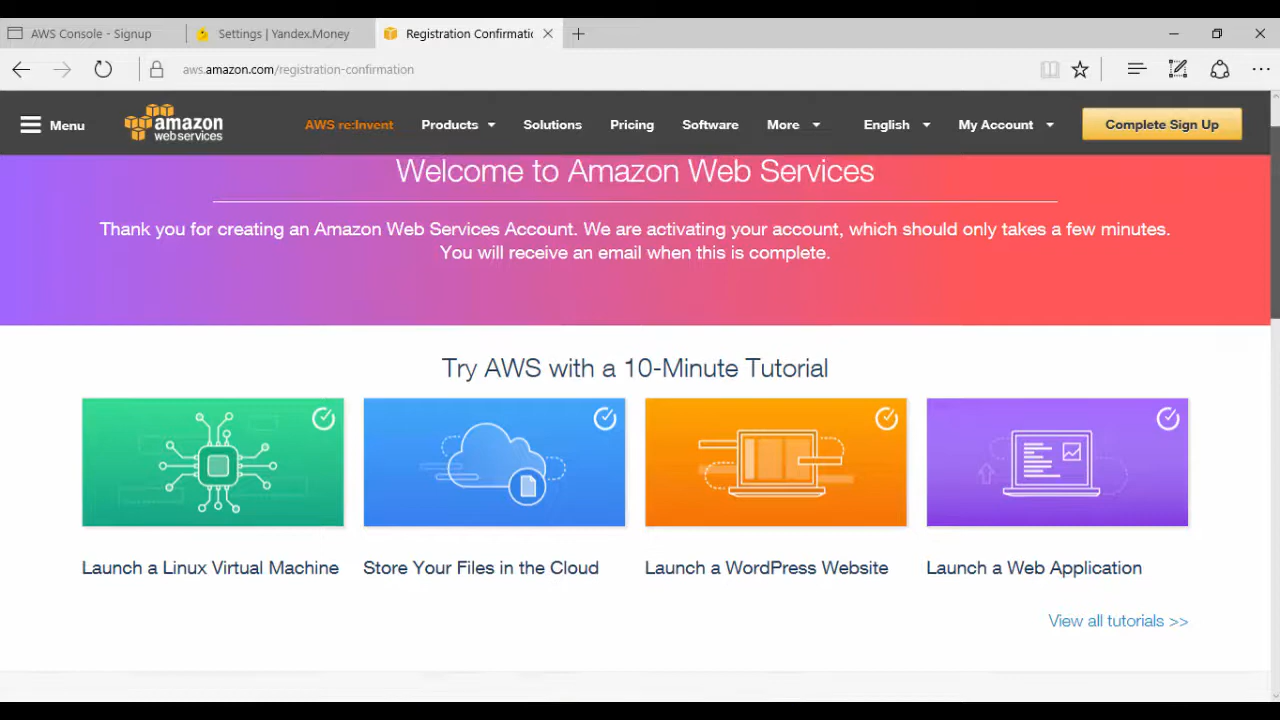 AWS Console - Signup
Settings | Yandex.Money
Registration Confirmatic
aws.amazon.com/registration-confirmation
Menu
amazon
web services
AWS re:Invent
Products
Solutions
Pricing
Software
More
English
My Account
Complete Sign Up
Welcome to Amazon Web Services
Thank you for creating an Amazon Web Services Account. We are activating your account, which should only takes a few minutes.
You will receive an email when this is complete.
Try AWS with a 10-Minute Tutorial
Launch a Linux Virtual Machine
Store Your Files in the Cloud
Launch a WordPress Website
Launch a Web Application
View all tutorials >>